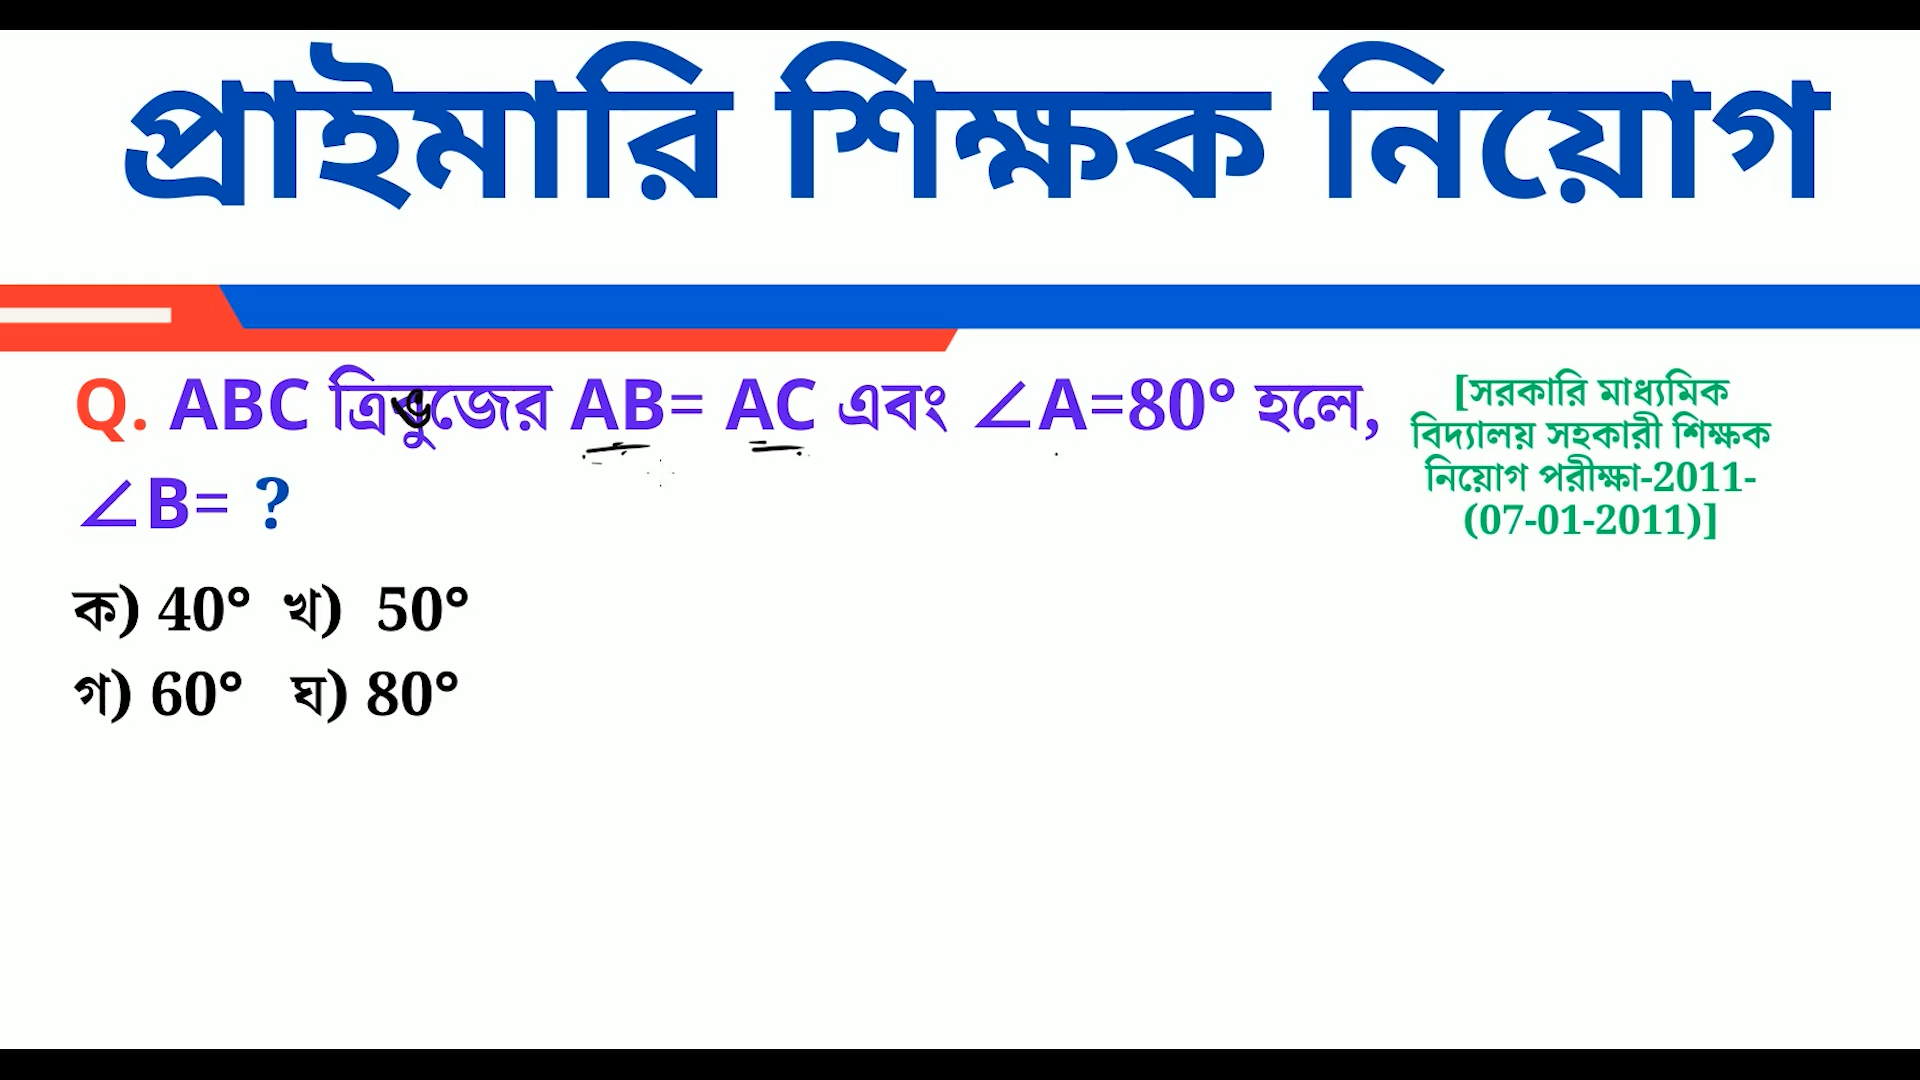 প্রাইমারি শিক্ষক নিয়োগ
Q. ABC ত্রিভুজের AB= AC এবং ∠A=80° হলে,
∠B= ?
ক) 40° খ) 50°
গ) 60° ঘ) 80°
[সরকারি মাধ্যমিক
বিদ্যালয় সহকারী শিক্ষক
নিয়োগ পরীক্ষা-2011-
(07-01-2011)]